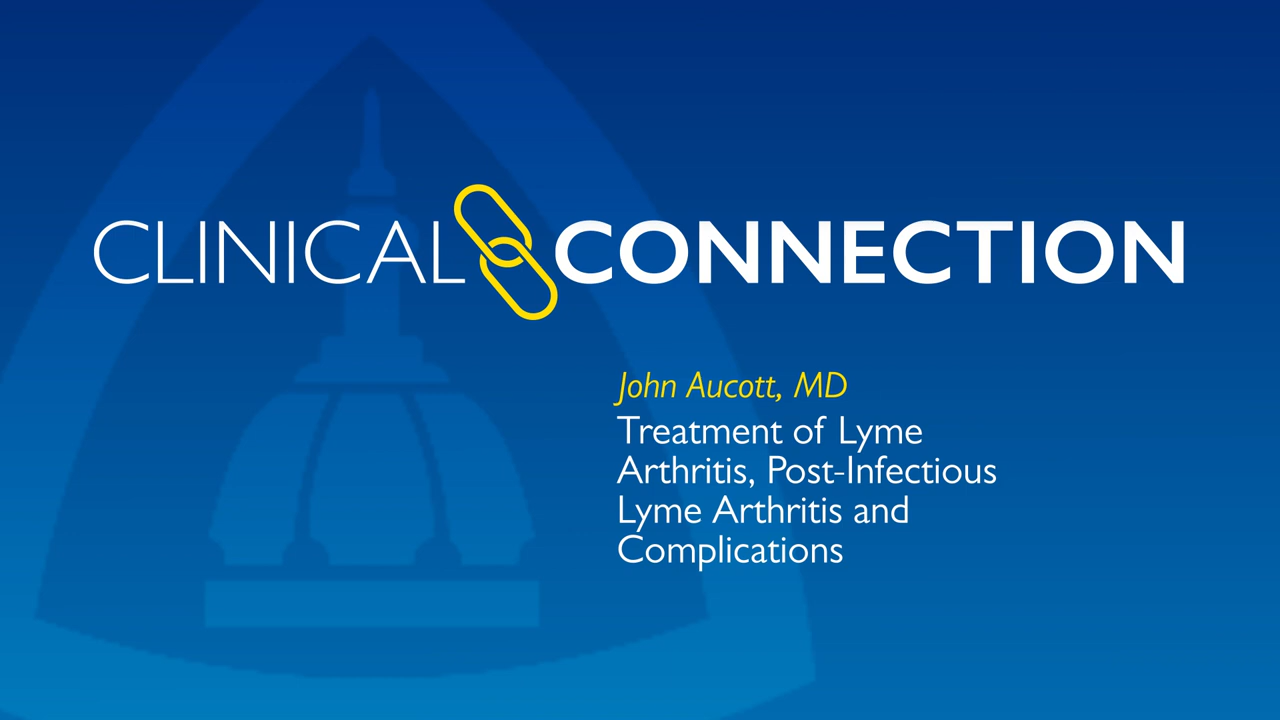 CLINICAL CONNECTION
John Aucott, MD
Treatment of Lyme
Arthritis, Post-Infectious
Lyme Arthritis and
Complications